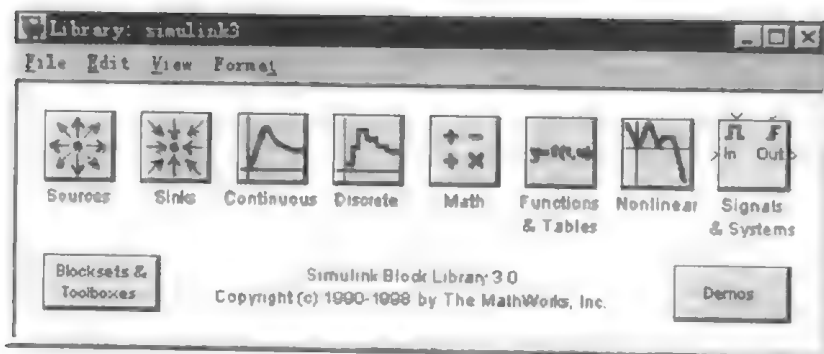 Library: simulink3
File Edit View Format
In Out
Sources Sinks Continuous Discrete Math Functions & Tables Nonlinear Signals & Systems
Blocksets & Toolboxes
Simulink Block Library 3.0
Copyright (c) 1990-1998 by The MathWorks, Inc.
Demos